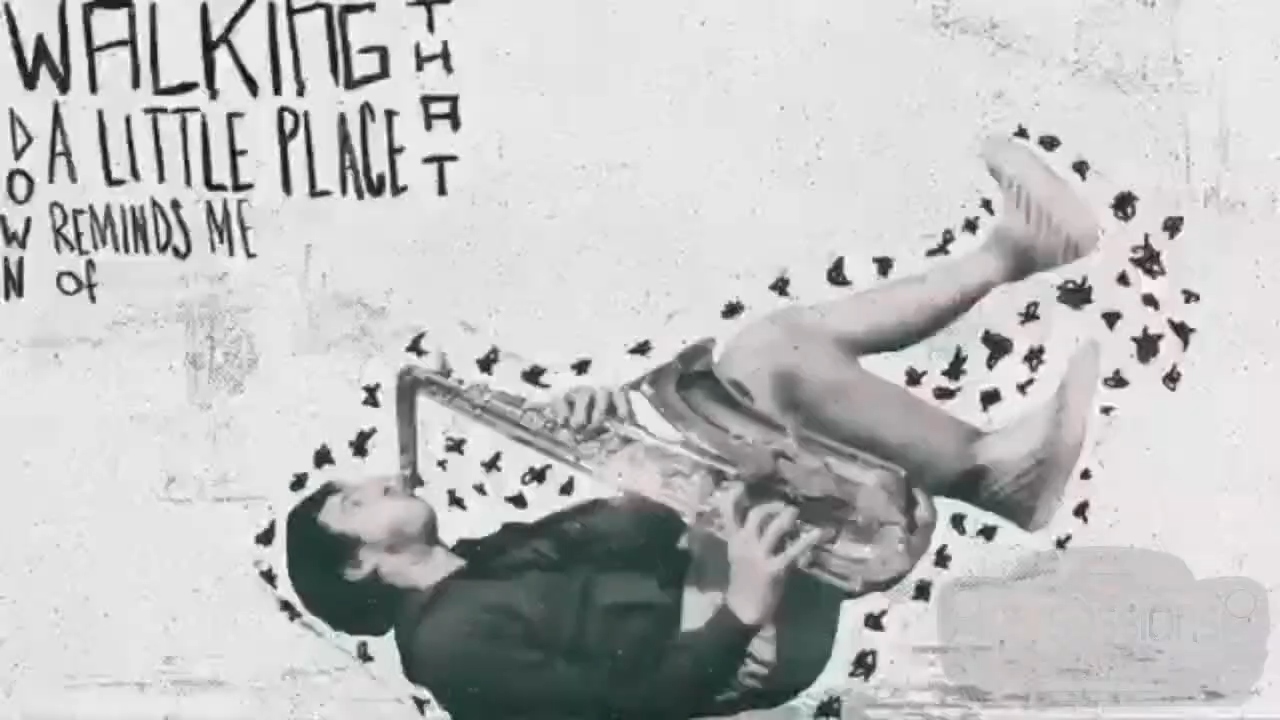 WALKING
DOWN
A LITTLE PLACE
THAT
REMINDS ME
of